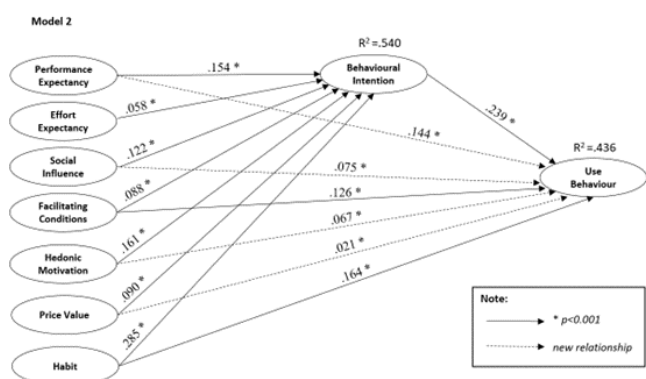 Model 2
R² =.540
Performance
Expectancy
.154 *
Behavioural
Intention
.058 *
Effort
Expectancy
.239 *
.144 *
R² =.436
.122 *
Social
Influence
.075 *
Use
Behaviour
.088 *
.126 *
Facilitating
Conditions
.067 *
.161 *
.021 *
Hedonic
Motivation
.164 *
.090 *
Price Value
.285 *
Habit
Note:
* p<0.001
new relationship